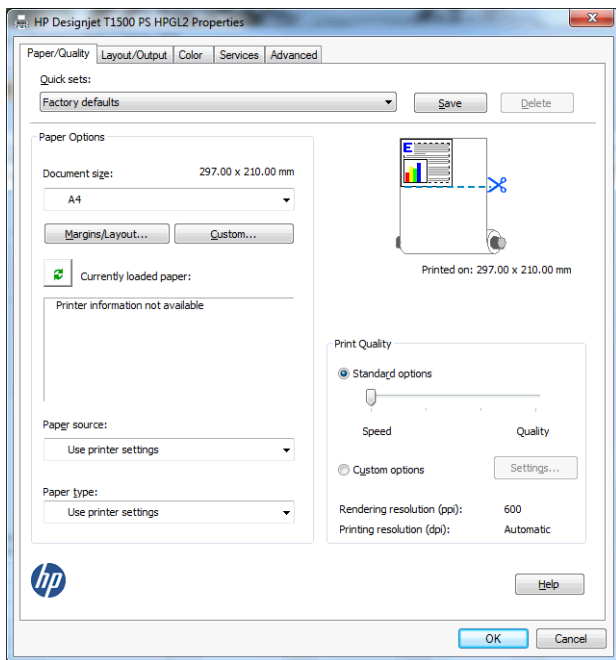 HP Designjet T1500 PS HPGL2 Properties
Paper/Quality Layout/Output Color Services Advanced
Quick sets:
Factory defaults
Save
Delete
Paper Options
Document size: 297.00 x 210.00 mm
A4
Margins/Layout... Custom...
Currently loaded paper:
Printer information not available
Paper source:
Use printer settings
Paper type:
Use printer settings
E
Printed on: 297.00 x 210.00 mm
Print Quality
Standard options
Speed Quality
Custom options Settings...
Rendering resolution (ppi): 600
Printing resolution (dpi): Automatic
hp
Help
OK Cancel